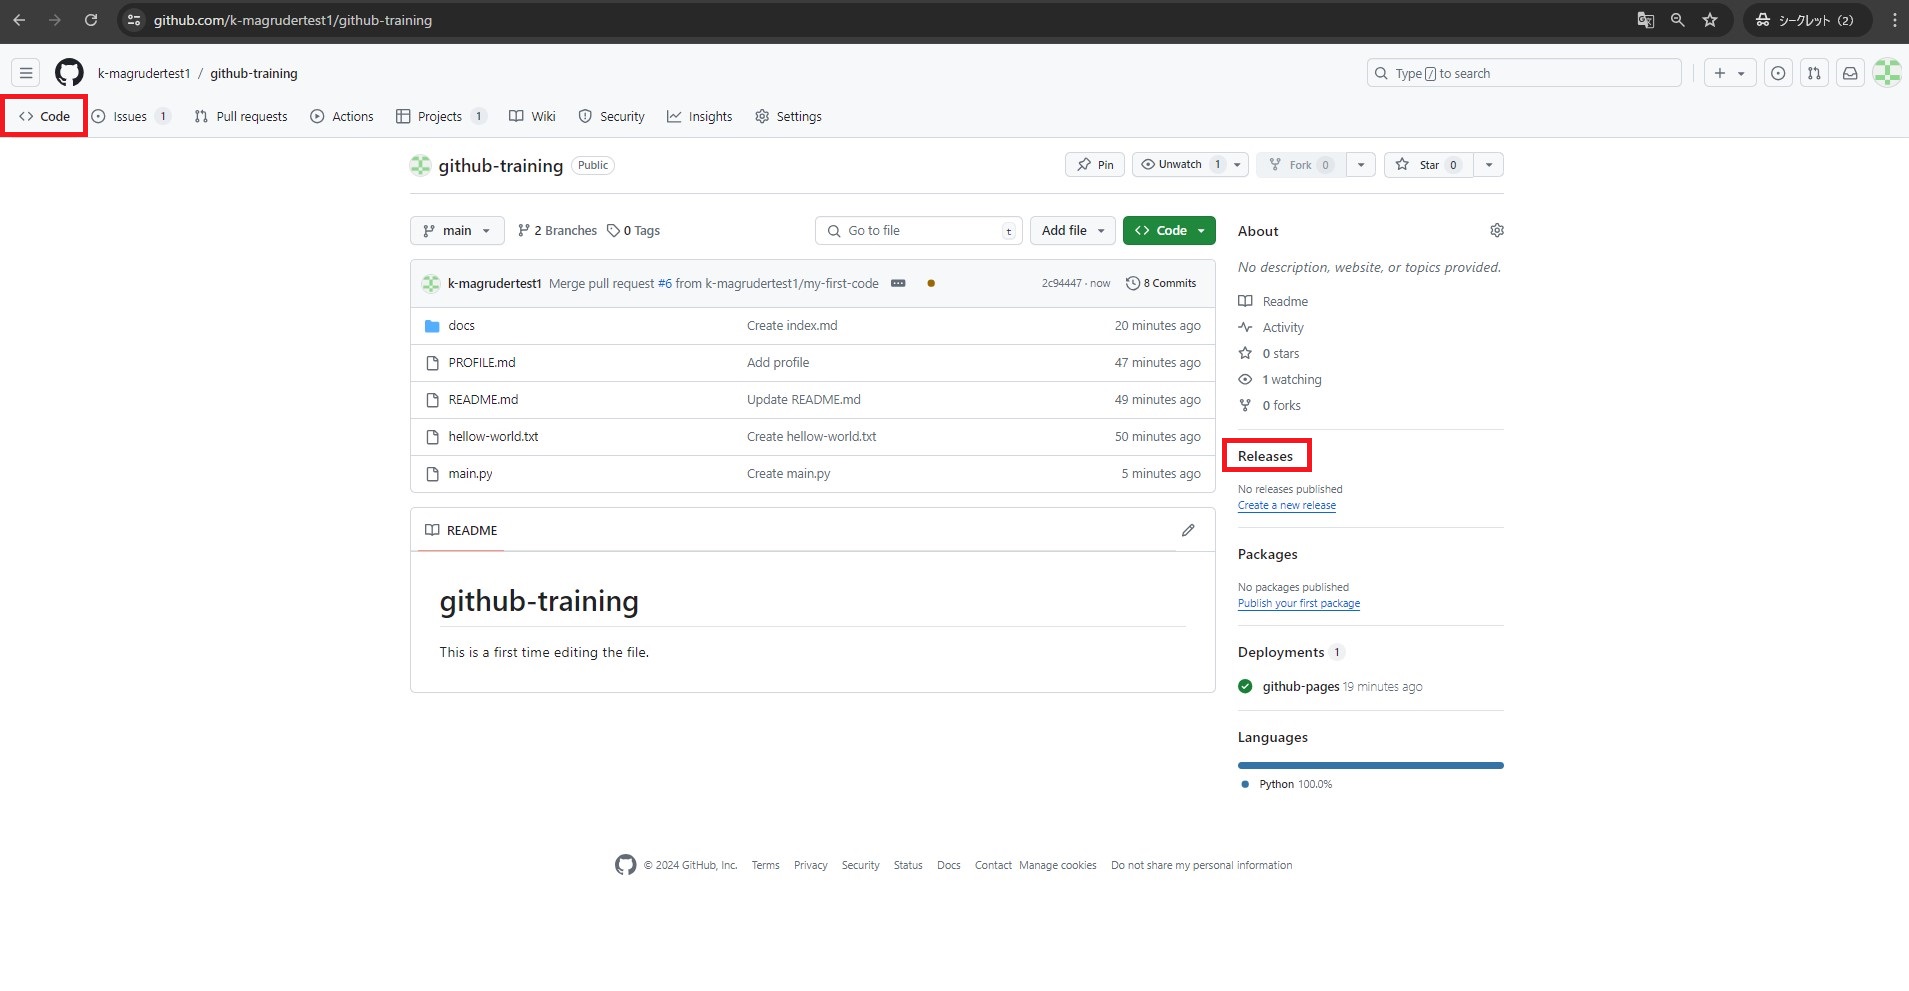 github.com/k-magrudertest1/github-training
シークレット (2)
k-magrudertest1 / github-training
Type / to search
Code
Issues 1
Pull requests
Actions
Projects 1
Wiki
Security
Insights
Settings
github-training Public
Pin
Unwatch 1
Fork 0
Star 0
main
2 Branches
0 Tags
Go to file t
Add file
Code
k-magrudertest1 Merge pull request #6 from k-magrudertest1/my-first-code
2c94447 · now
8 Commits
docs Create index.md 20 minutes ago
PROFILE.md Add profile 47 minutes ago
README.md Update README.md 49 minutes ago
hellow-world.txt Create hellow-world.txt 50 minutes ago
main.py Create main.py 5 minutes ago
README
github-training
This is a first time editing the file.
About
No description, website, or topics provided.
Readme
Activity
0 stars
1 watching
0 forks
Releases
No releases published
Create a new release
Packages
No packages published
Publish your first package
Deployments 1
github-pages 19 minutes ago
Languages
Python 100.0%
© 2024 GitHub, Inc. Terms Privacy Security Status Docs Contact Manage cookies Do not share my personal information